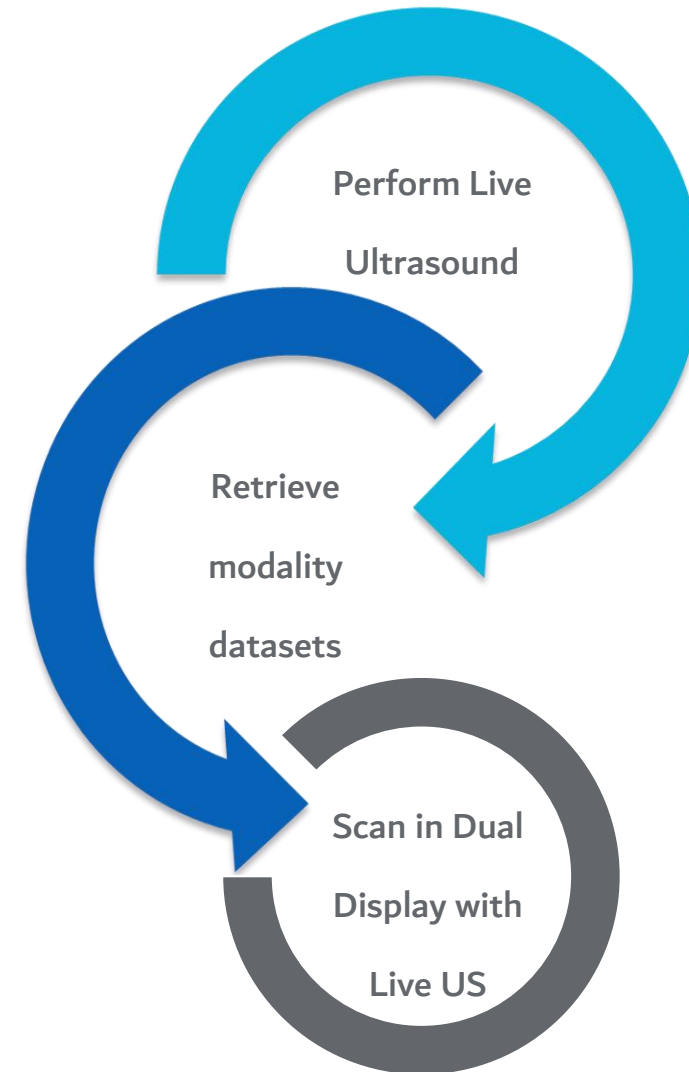 Perform Live
Ultrasound
Retrieve
modality
datasets
Scan in Dual
Display with
Live US